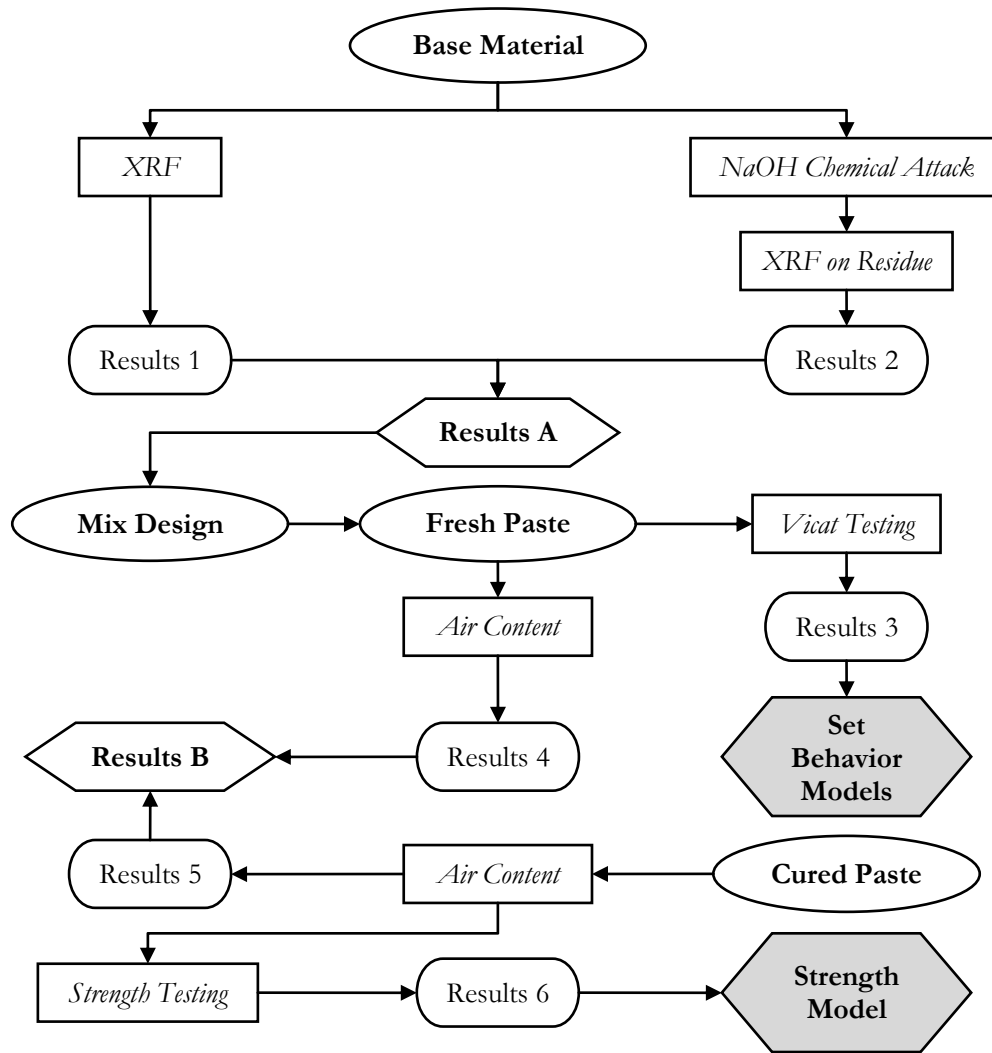 Base Material
XRF
NaOH Chemical Attack
XRF on Residue
Results 1
Results 2
Results A
Mix Design
Fresh Paste
Vicat Testing
Air Content
Results 3
Results B
Results 4
Set
Behavior
Models
Results 5
Air Content
Cured Paste
Strength Testing
Results 6
Strength
Model